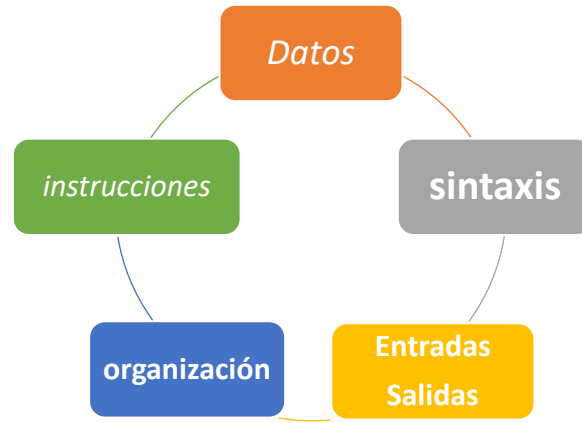 Datos
sintaxis
Entradas
Salidas
organización
instrucciones